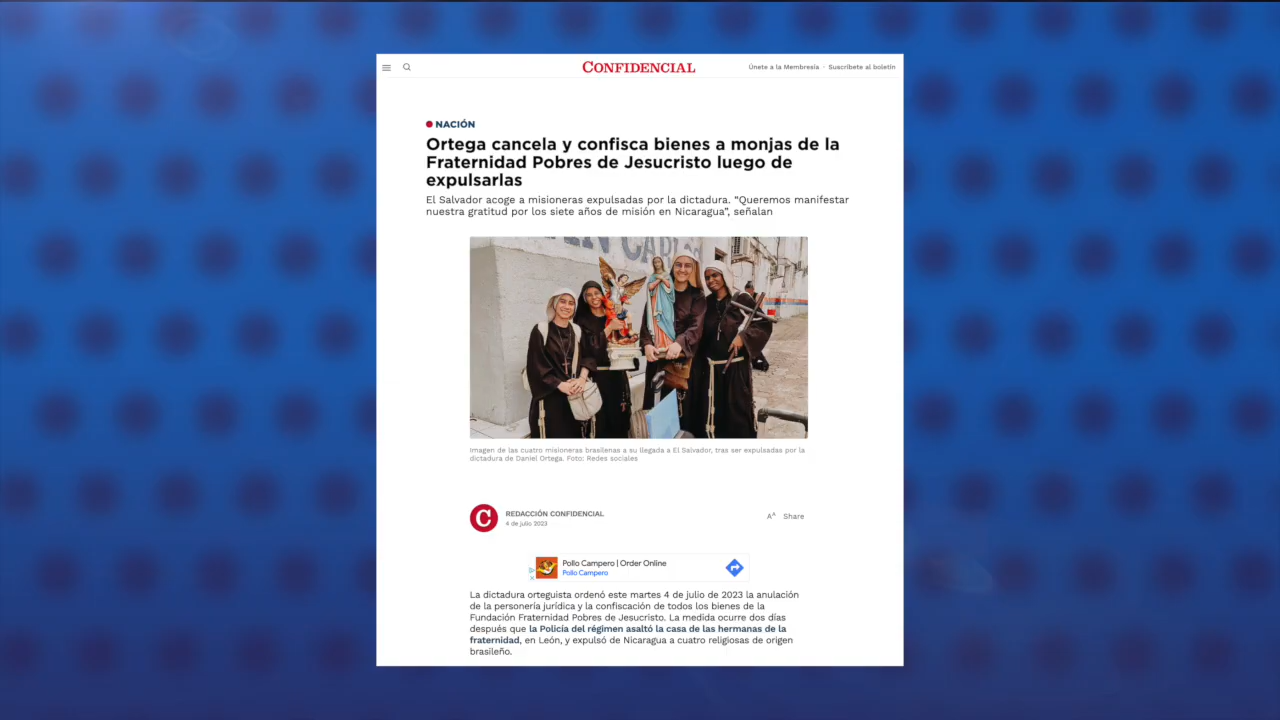 CONFIDENCIAL
Únete a la Membresía · Suscríbete al boletín
NACIÓN
Ortega cancela y confisca bienes a monjas de la
Fraternidad Pobres de Jesucristo luego de
expulsarlas
El Salvador acoge a misioneras expulsadas por la dictadura. “Queremos manifestar
nuestra gratitud por los siete años de misión en Nicaragua”, señalan
AN CARLOS
Imagen de las cuatro misioneras brasilenas a su llegada a El Salvador, tras ser expulsadas por la
dictadura de Daniel Ortega. Foto: Redes sociales
C
REDACCIÓN CONFIDENCIAL
4 de julio 2023
AA Share
Pollo Campero | Order Online
Pollo Campero
La dictadura orteguista ordenó este martes 4 de julio de 2023 la anulación
de la personería jurídica y la confiscación de todos los bienes de la
Fundación Fraternidad Pobres de Jesucristo. La medida ocurre dos días
después que la Policía del régimen asaltó la casa de las hermanas de la
fraternidad, en León, y expulsó de Nicaragua a cuatro religiosas de origen
brasileño.